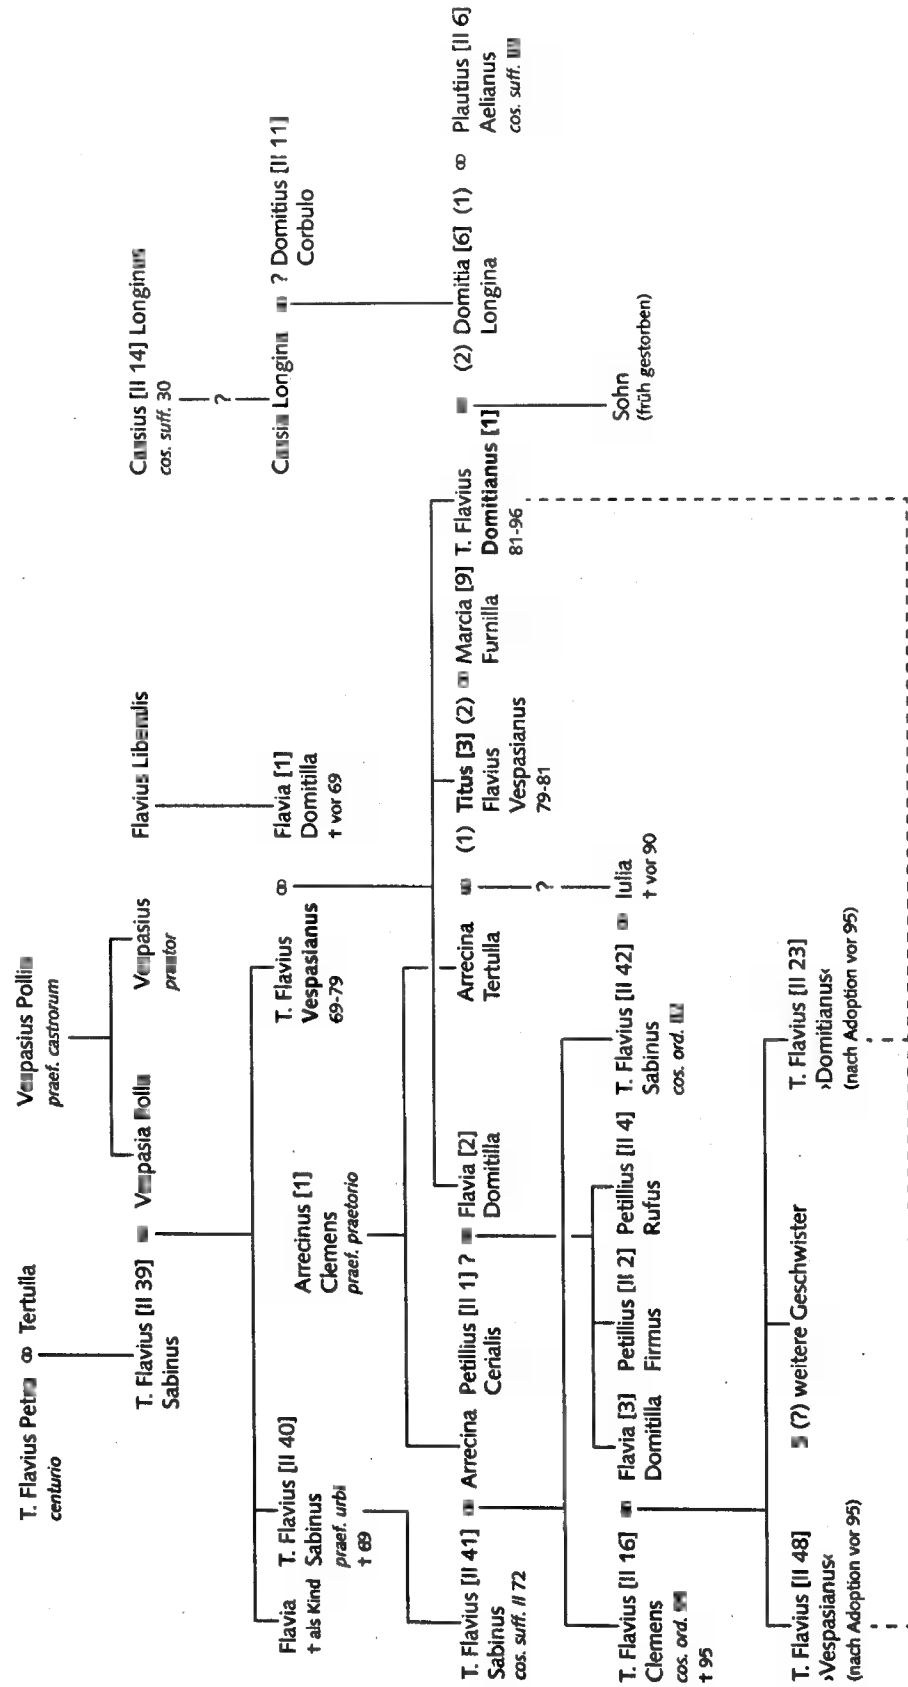 T. Flavius Petro ⚭ Tertulla
centurio
Vespasius Pollio
praef. castrorum
T. Flavius [II 39]
Sabinus
⚭ Vespasia Polla
Vespasius
praetor
Flavius Liberalis
Cassius [II 14] Longinus
cos. suff. 30
?
Flavia
† als Kind
T. Flavius [II 40]
Sabinus
praef. urbi
† 69
Arrecinus [1]
Clemens
praef. praetorio
T. Flavius
Vespasianus
69-79
⚭
Flavia [1]
Domitilla
† vor 69
Cassia Longina ⚭ ? Domitius [II 11]
Corbulo
T. Flavius [II 41]
Sabinus
cos. suff. II 72
⚭ Arrecina
Petillius [II 1] ? ⚭
Cerialis
Flavia [2]
Domitilla
Arrecina
Tertulla
⚭ (1) Titus [3] (2) ⚭ Marcia [9]
Flavius
Vespasianus
79-81
Furnilla
T. Flavius
Domitianus [1]
81-96
⚭ (2) Domitia [6] (1) ⚭
Longina
Plautius [II 6]
Aelianus
cos. suff.
?
T. Flavius [II 16]
Clemens
cos. ord.
† 95
⚭ Flavia [3]
Domitilla
Petillius [II 2]
Firmus
Petillius [II 4]
Rufus
T. Flavius [II 42]
Sabinus
cos. ord.
⚭ Iulia
† vor 90
Sohn
(früh gestorben)
T. Flavius [II 48]
›Vespasianus‹
(nach Adoption vor 95)
(?) weitere Geschwister
T. Flavius [II 23]
›Domitianus‹
(nach Adoption vor 95)